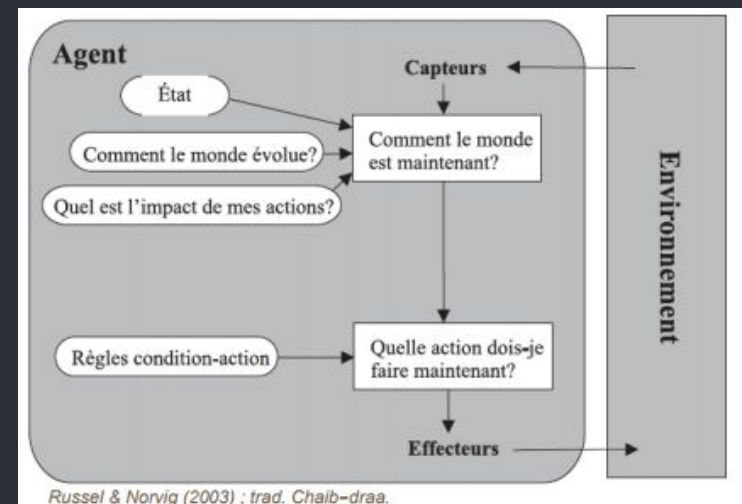 Agent
Capteurs
État
Comment le monde évolue?
Quel est l'impact de mes actions?
Comment le monde
est maintenant?
Environnement
Règles condition-action
Quelle action dois-je
faire maintenant?
Effecteurs
Russel & Norvig (2003) ; trad. Chaib-draa.